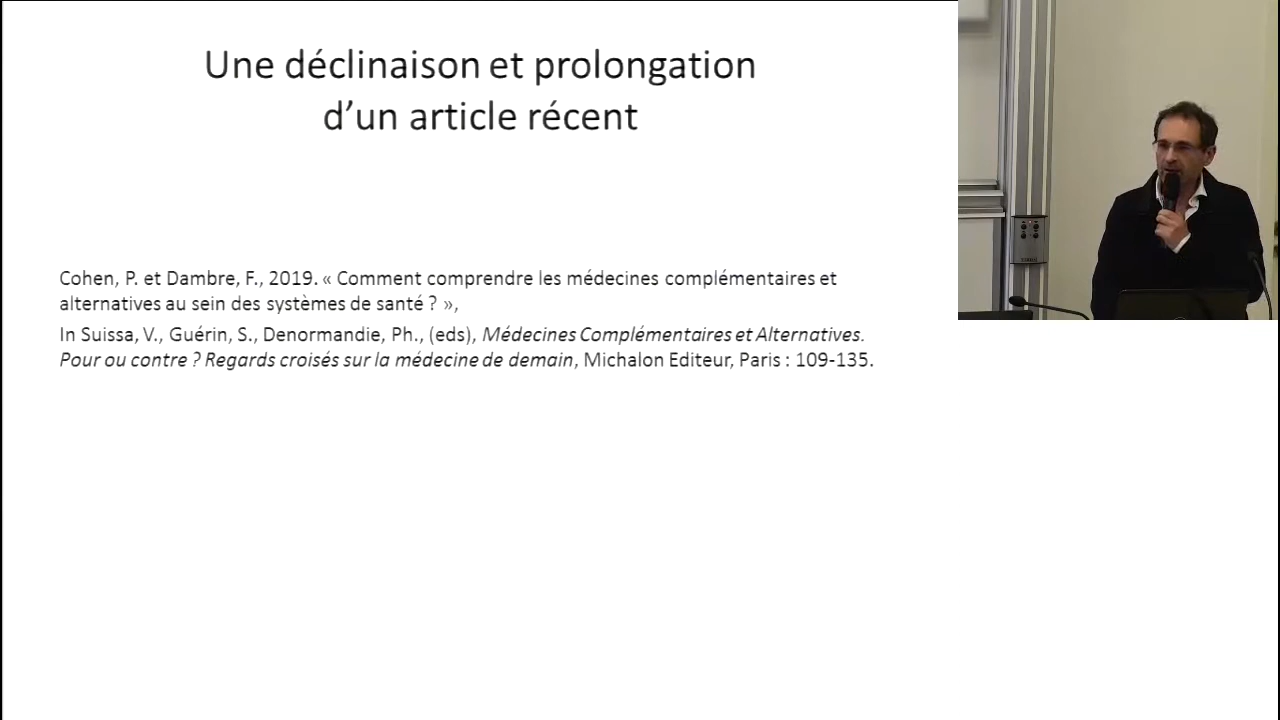 Une déclinaison et prolongation
d’un article récent
Cohen, P. et Dambre, F., 2019. « Comment comprendre les médecines complémentaires et
alternatives au sein des systèmes de santé ? »,
In Suissa, V., Guérin, S., Denormandie, Ph., (eds), Médecines Complémentaires et Alternatives.
Pour ou contre ? Regards croisés sur la médecine de demain, Michalon Editeur, Paris : 109-135.